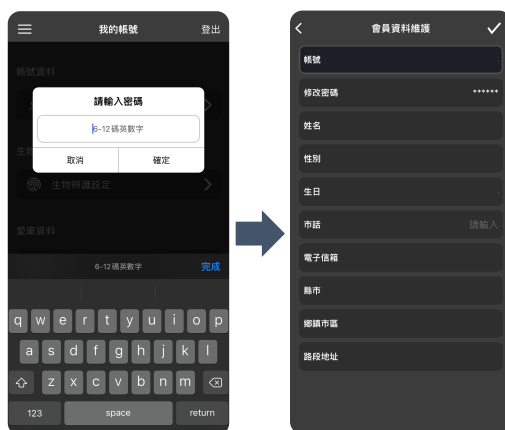 我的帳號
登出
帳號資料
請輸入密碼
6-12碼英數字
取消
確定
生物辨識設定
愛車資料
6-12碼英數字
完成
q w e r t y u i o p
a s d f g h j k l
z x c v b n m
123
space
return
會員資料維護
帳號
修改密碼
******
姓名
性別
生日
市話
請輸入
電子信箱
縣市
鄉鎮市區
路段地址